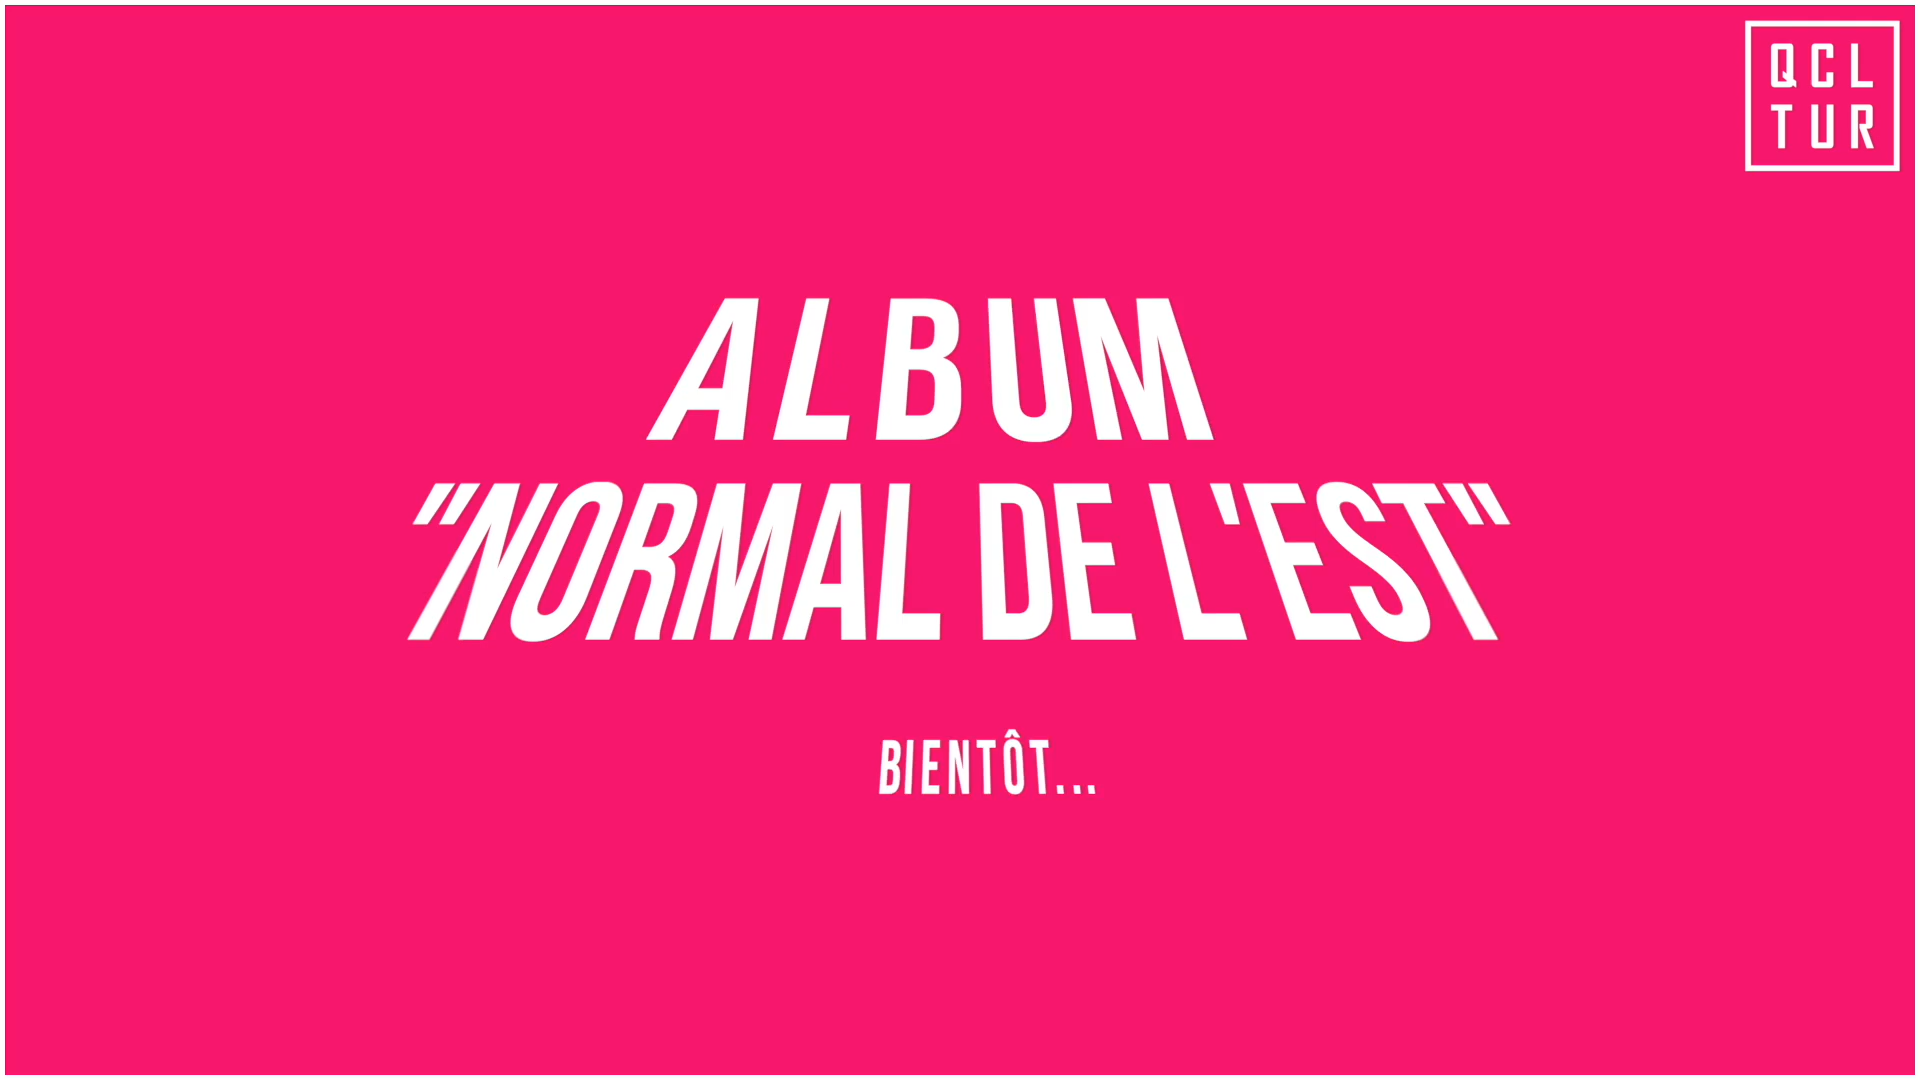 QCL
TUR
ALBUM
"NORMAL DE L'EST"
BIENTÔT...